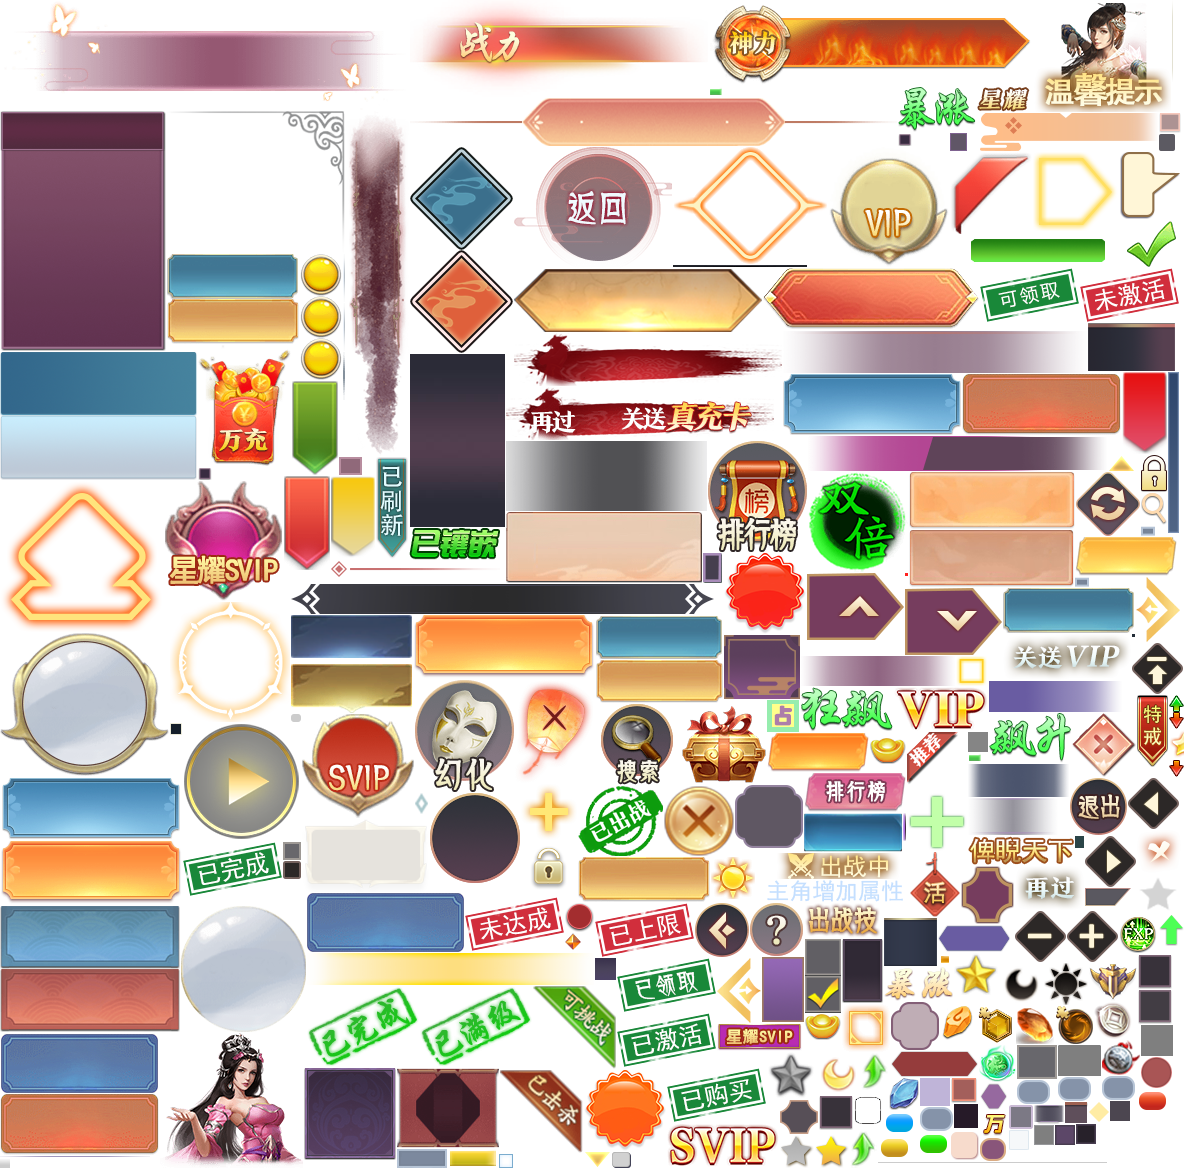 战力
神力
温馨提示
暴涨
星耀
返回
VIP
可领取
未激活
万充
再过
关送真充卡
已刷新
排行榜
榜
双倍
已镶嵌
星耀SVIP
关送VIP
占
狂飙
VIP
飙升
特戒
SVIP
幻化
搜索
推荐
排行榜
退出
已出战
已完成
出战中
俾睨天下
主角增加属性
活
再过
未达成
已上限
出战技
EXP
?
已领取
暴涨
已完成
已满级
可挑战
已激活
星耀SVIP
已击杀
已购买
万
SVIP